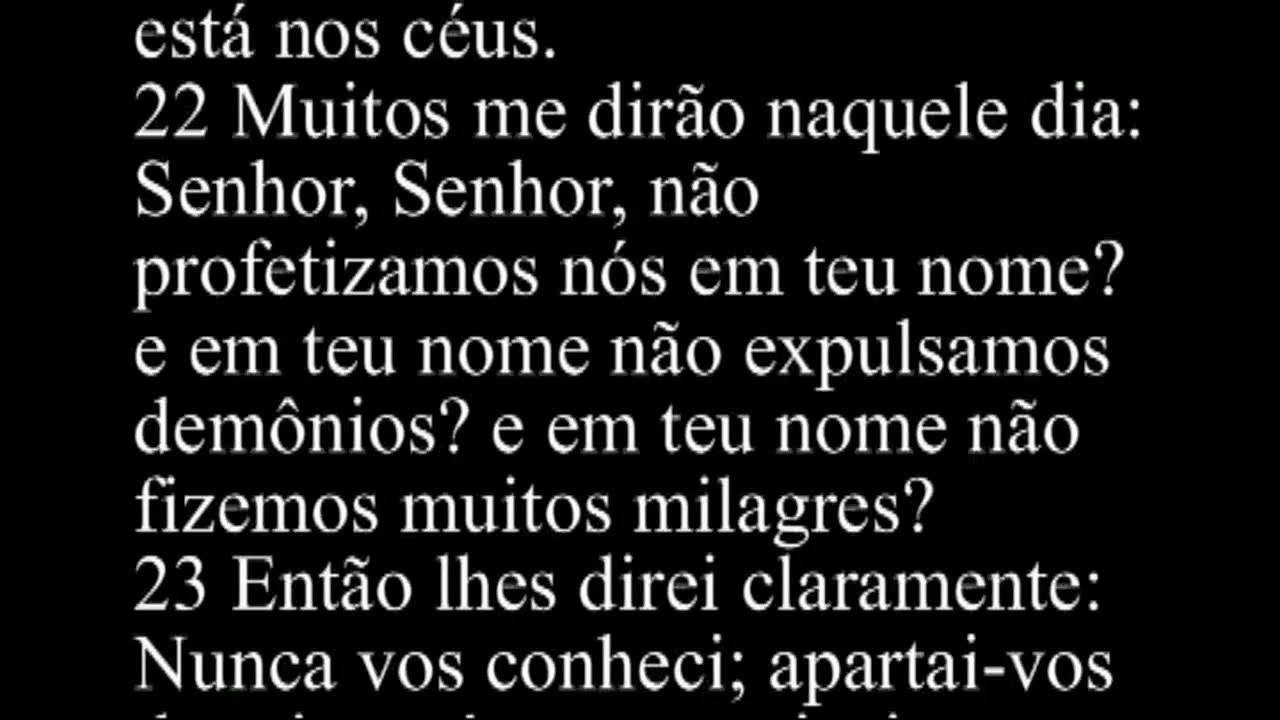 está nos céus.
22 Muitos me dirão naquele dia:
Senhor, Senhor, não
profetizamos nós em teu nome?
e em teu nome não expulsamos
demônios? e em teu nome não
fizemos muitos milagres?
23 Então lhes direi claramente:
Nunca vos conheci; apartai-vos